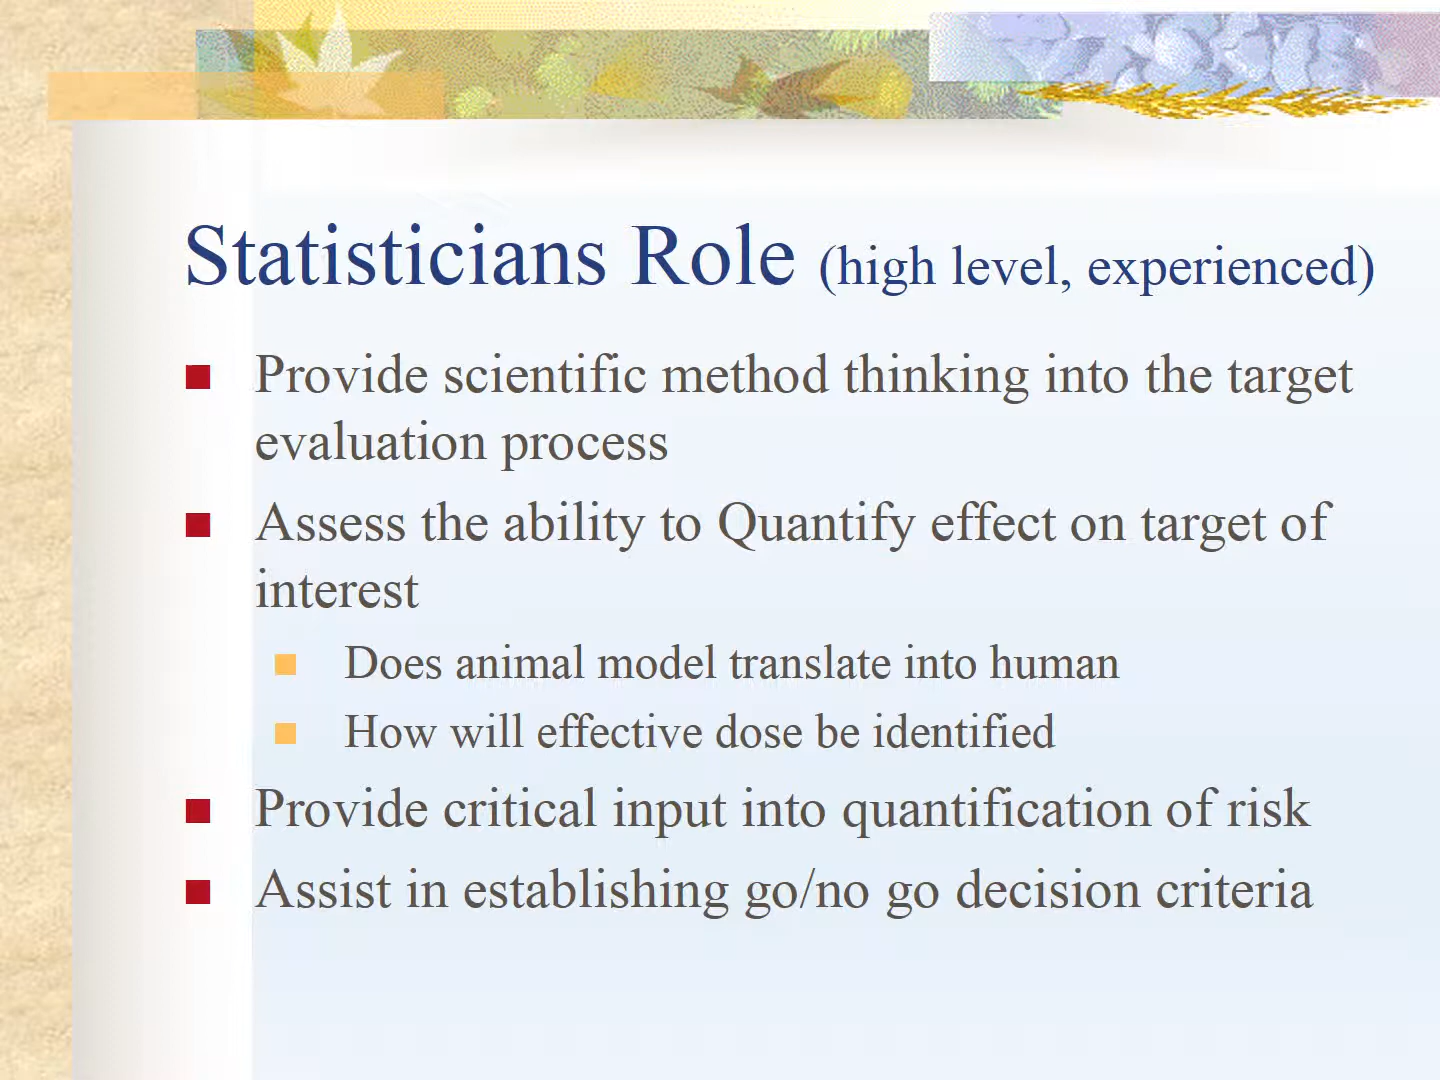 Statisticians Role (high level, experienced)
Provide scientific method thinking into the target
evaluation process
Assess the ability to Quantify effect on target of
interest
Does animal model translate into human
How will effective dose be identified
Provide critical input into quantification of risk
Assist in establishing go/no go decision criteria